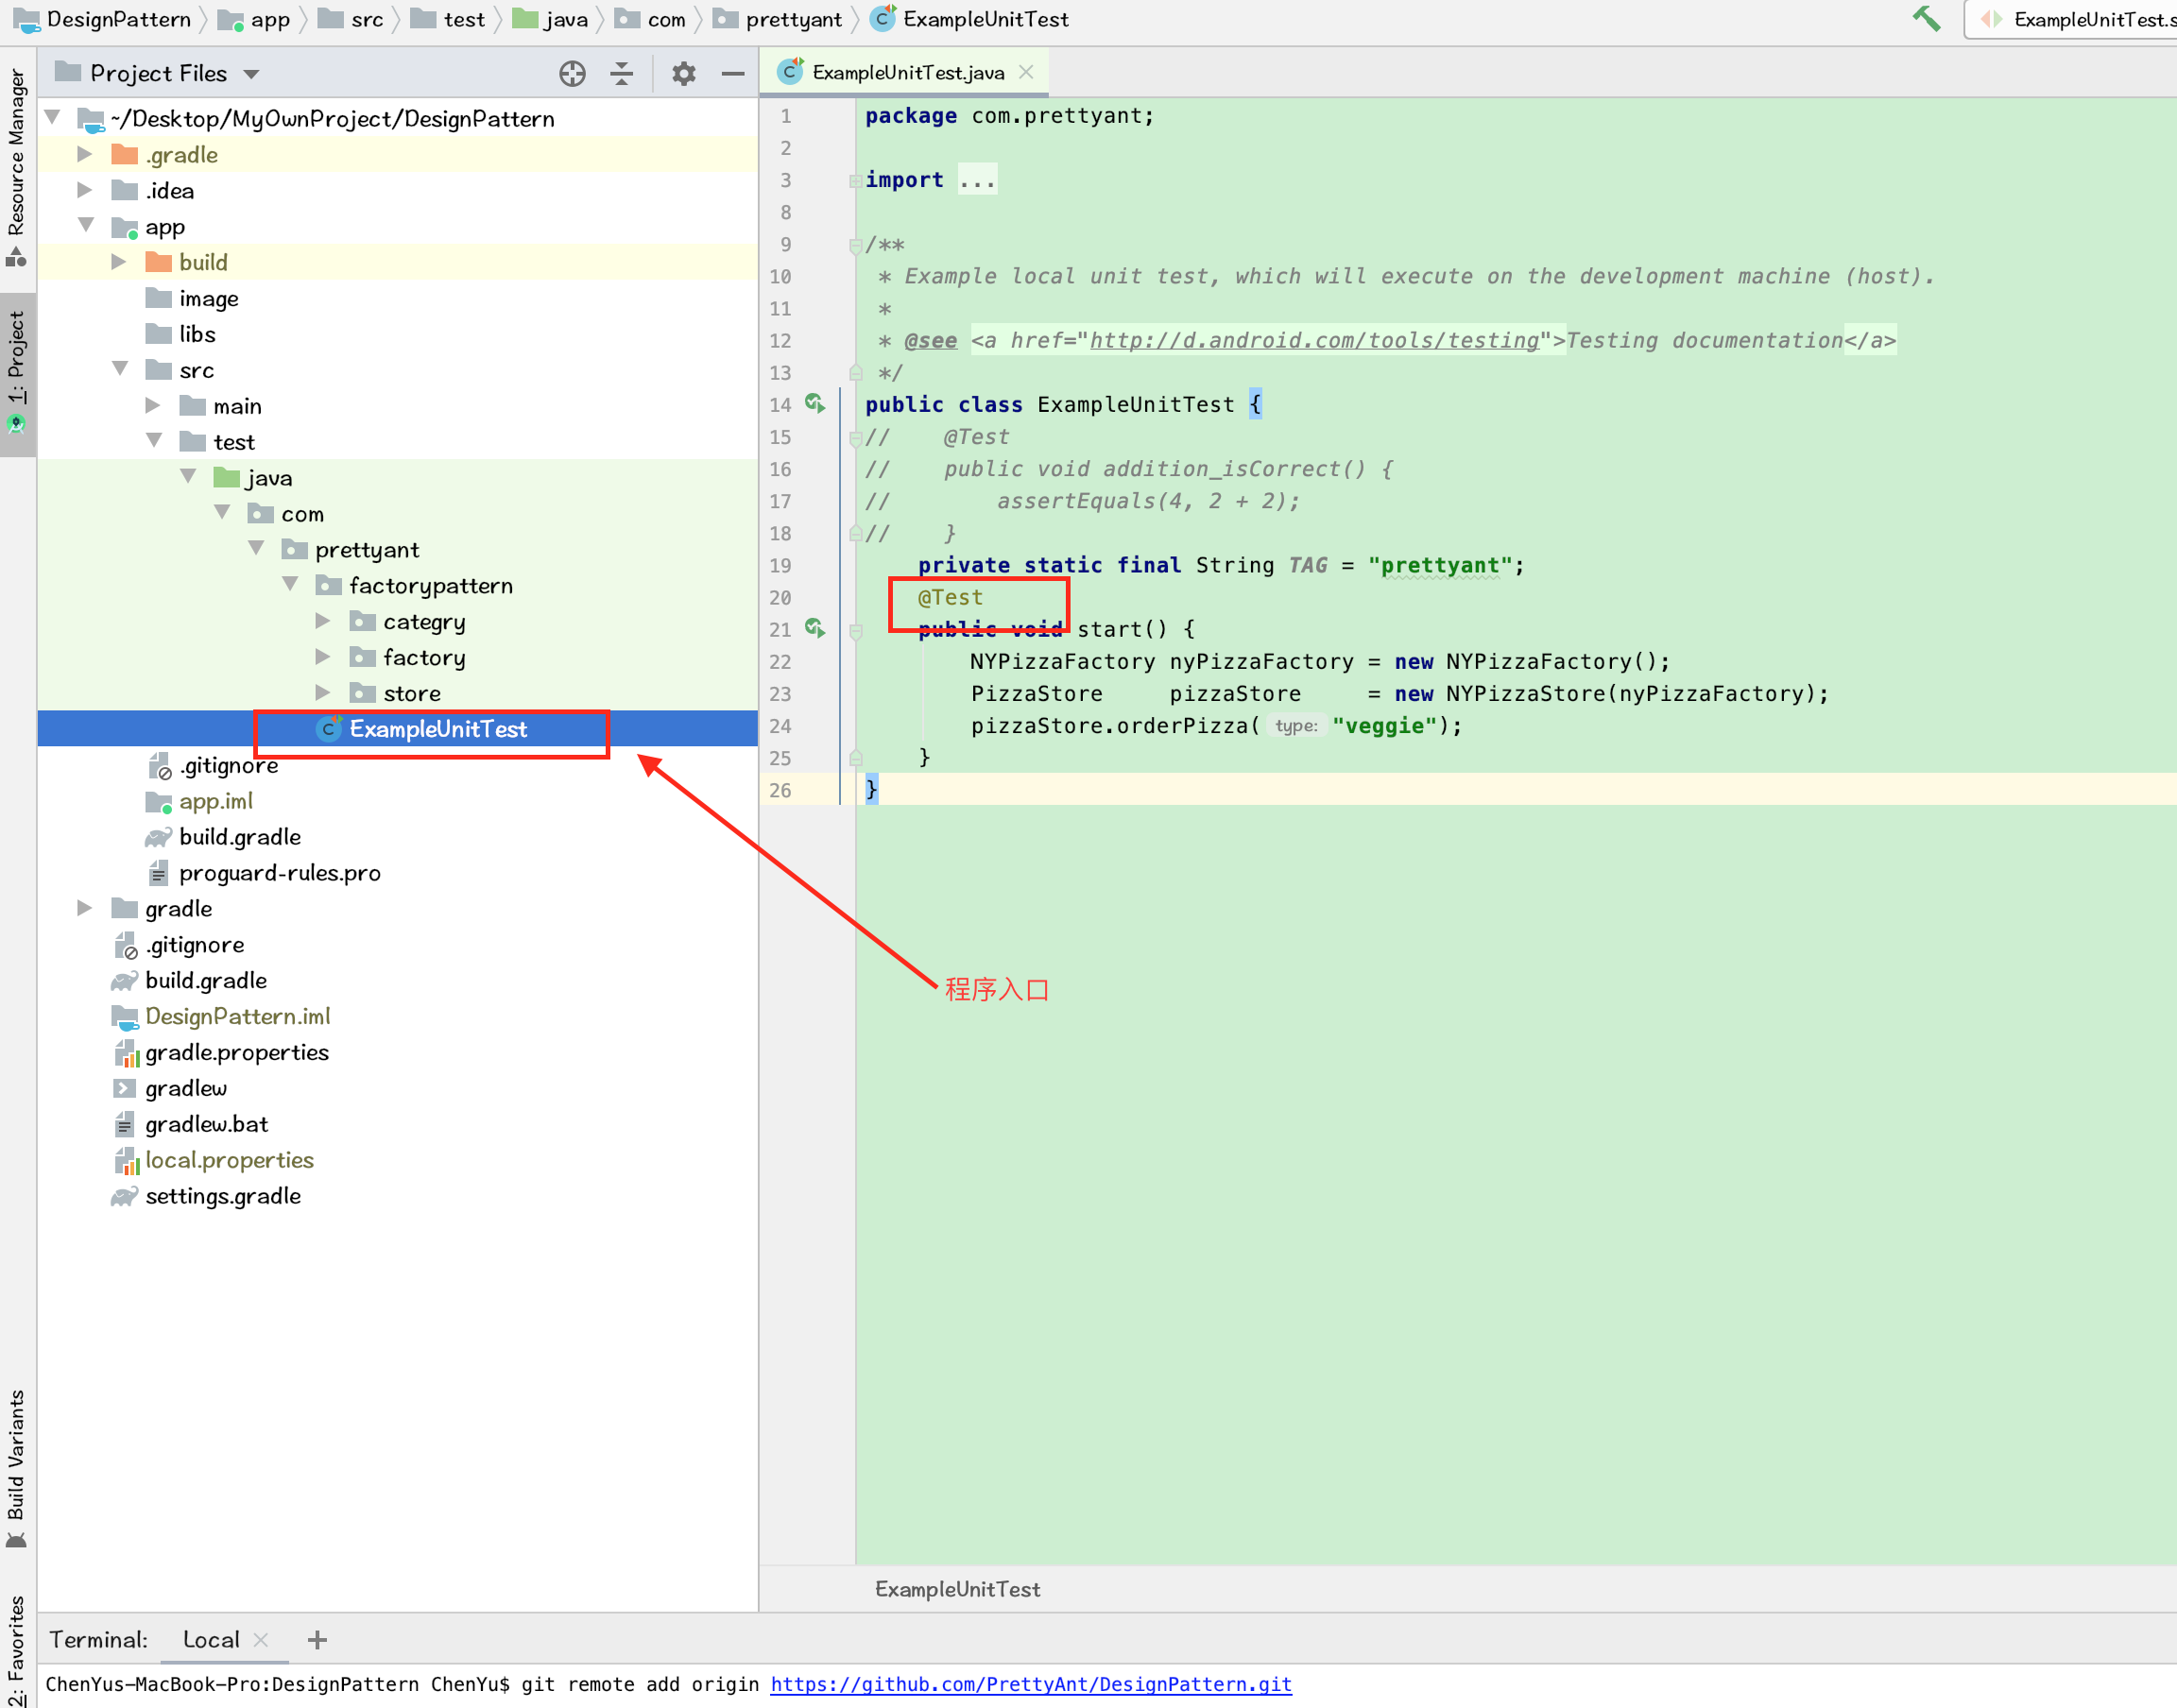 DesignPattern app src test java com prettyant ExampleUnitTest ExampleUnitTest.s
Resource Manager
1: Project
Build Variants
2: Favorites
Project Files
~/Desktop/MyOwnProject/DesignPattern
.gradle
.idea
app
build
image
libs
src
main
test
java
com
prettyant
factorypattern
categry
factory
store
ExampleUnitTest
.gitignore
app.iml
build.gradle
proguard-rules.pro
gradle
.gitignore
build.gradle
DesignPattern.iml
gradle.properties
gradlew
gradlew.bat
local.properties
settings.gradle
ExampleUnitTest.java
1 package com.prettyant;
2
3 import ...
8
9 /**
10  * Example local unit test, which will execute on the development machine (host).
11  *
12  * @see <a href="http://d.android.com/tools/testing">Testing documentation</a>
13  */
14 public class ExampleUnitTest {
15 //    @Test
16 //    public void addition_isCorrect() {
17 //        assertEquals(4, 2 + 2);
18 //    }
19     private static final String TAG = "prettyant";
20     @Test
21     public void start() {
22         NYPizzaFactory nyPizzaFactory = new NYPizzaFactory();
23         PizzaStore     pizzaStore     = new NYPizzaStore(nyPizzaFactory);
24         pizzaStore.orderPizza( type: "veggie");
25     }
26 }
程序入口
ExampleUnitTest
Terminal: Local
ChenYus-MacBook-Pro:DesignPattern ChenYu$ git remote add origin https://github.com/PrettyAnt/DesignPattern.git